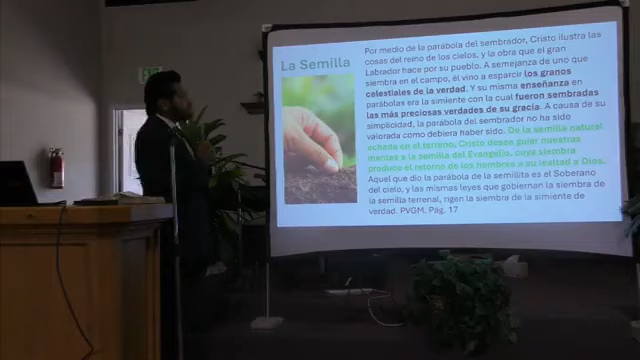 La Semilla
Por medio de la parábola del sembrador, Cristo ilustra las
cosas del reino de los cielos, y la obra que el gran
Labrador hace por su pueblo. A semejanza de uno que
siembra en el campo, él vino a esparcir los granos
celestiales de la verdad. Y su misma enseñanza en
parábolas era la simiente con la cual fueron sembradas
las más preciosas verdades de su gracia. A causa de su
simplicidad, la parábola del sembrador no ha sido
valorada como debiera haber sido. De la semilla natural
echada en el terreno, Cristo desea guiar nuestras
mentes a la semilla del Evangelio, cuya siembra
produce el retorno de los hombres a su lealtad a Dios.
Aquel que dio la parábola de la semillita es el Soberano
del cielo, y las mismas leyes que gobiernan la siembra de
la semilla terrenal, rigen la siembra de la simiente de
verdad. PVGM. Pág. 17